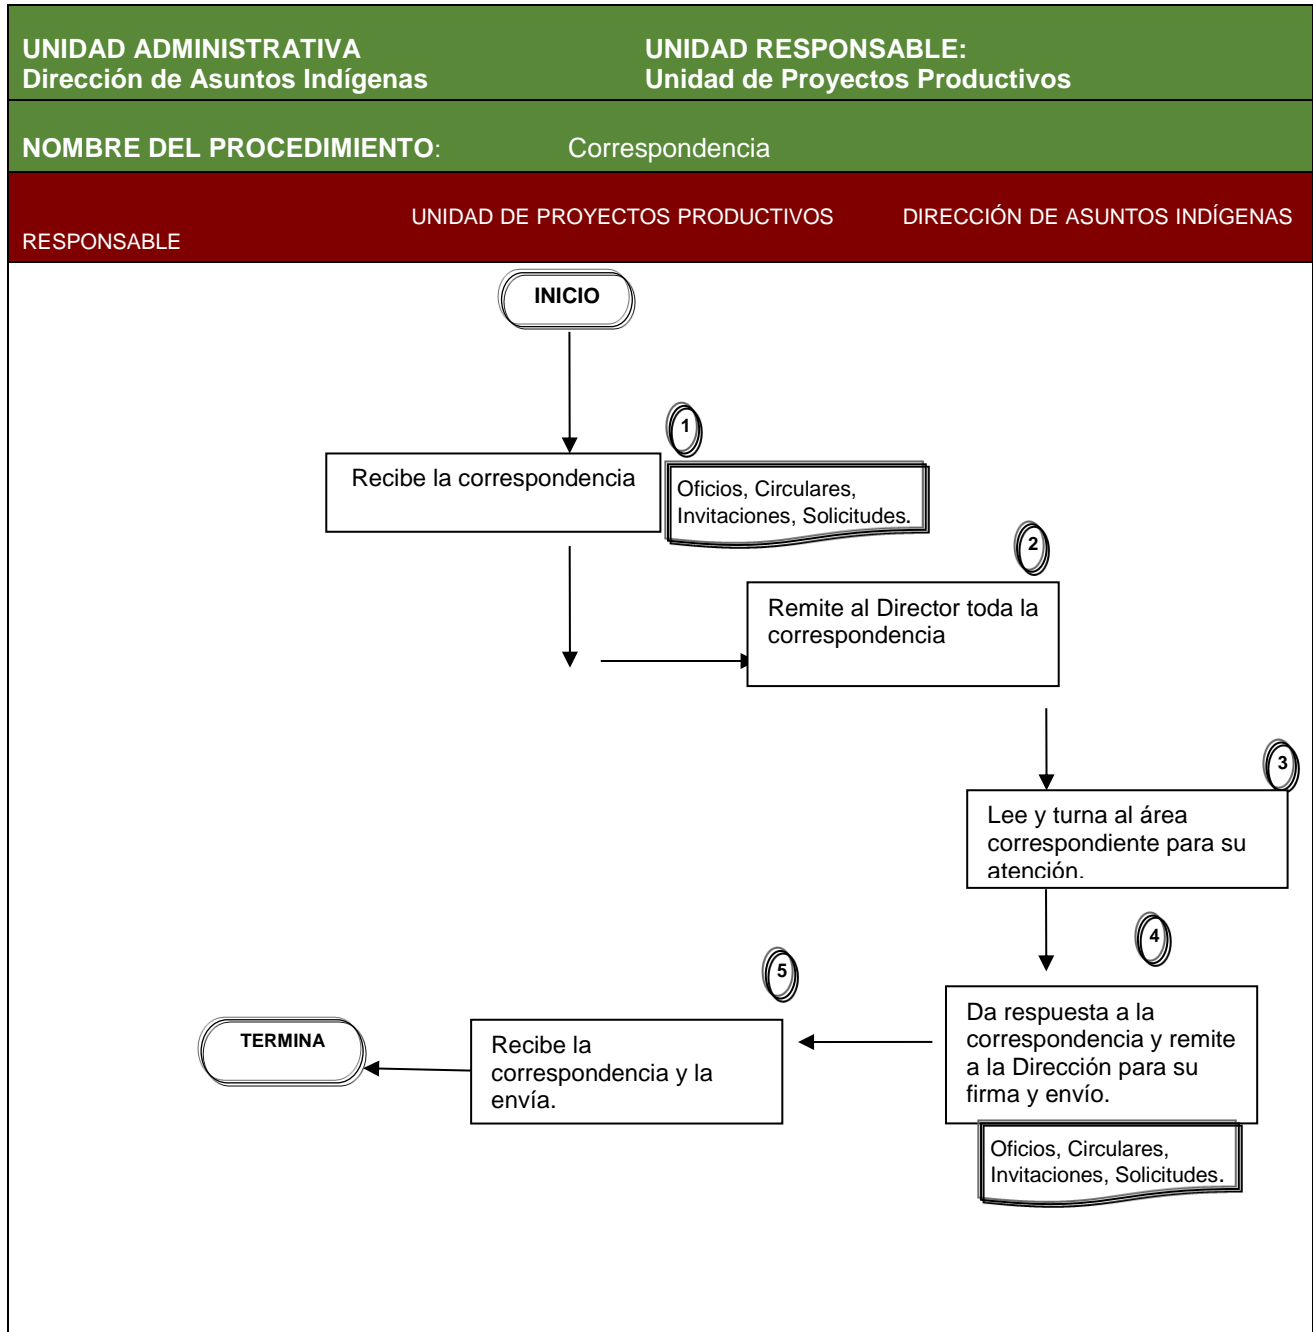 UNIDAD ADMINISTRATIVA
Dirección de Asuntos Indígenas
UNIDAD RESPONSABLE:
Unidad de Proyectos Productivos
NOMBRE DEL PROCEDIMIENTO: Correspondencia
RESPONSABLE
UNIDAD DE PROYECTOS PRODUCTIVOS
DIRECCIÓN DE ASUNTOS INDÍGENAS
INICIO
1
Recibe la correspondencia
Oficios, Circulares,
Invitaciones, Solicitudes.
2
Remite al Director toda la
correspondencia
3
Lee y turna al área
correspondiente para su
atención.
4
Da respuesta a la
correspondencia y remite
a la Dirección para su
firma y envío.
Oficios, Circulares,
Invitaciones, Solicitudes.
5
Recibe la
correspondencia y la
envía.
TERMINA